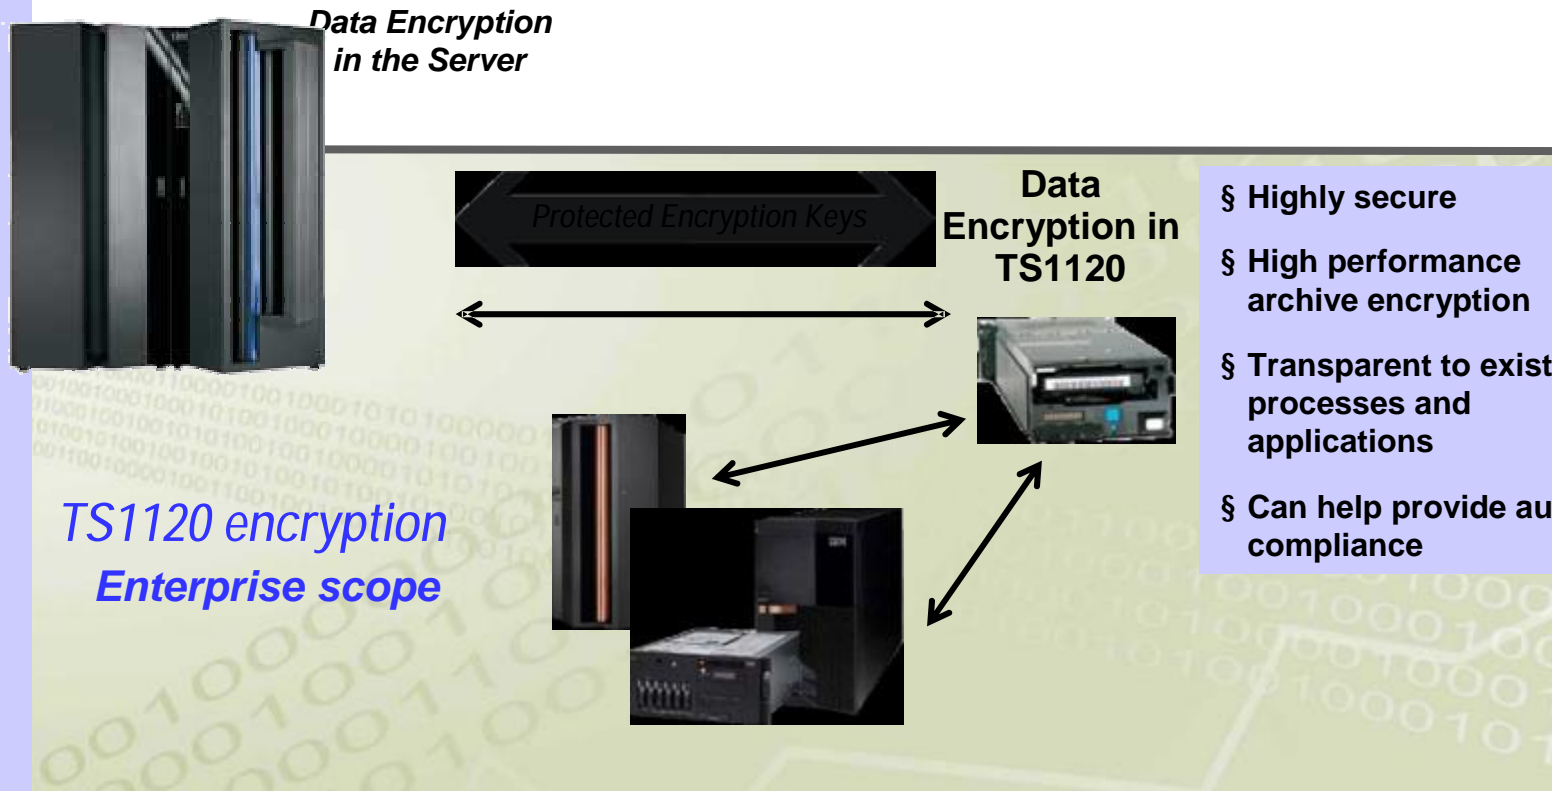 Data Encryption
in the Server
Protected Encryption Keys
Data
Encryption in
TS1120
§ Highly secure
§ High performance
archive encryption
§ Transparent to exist
processes and
applications
§ Can help provide au
compliance
TS1120 encryption
Enterprise scope
IBM